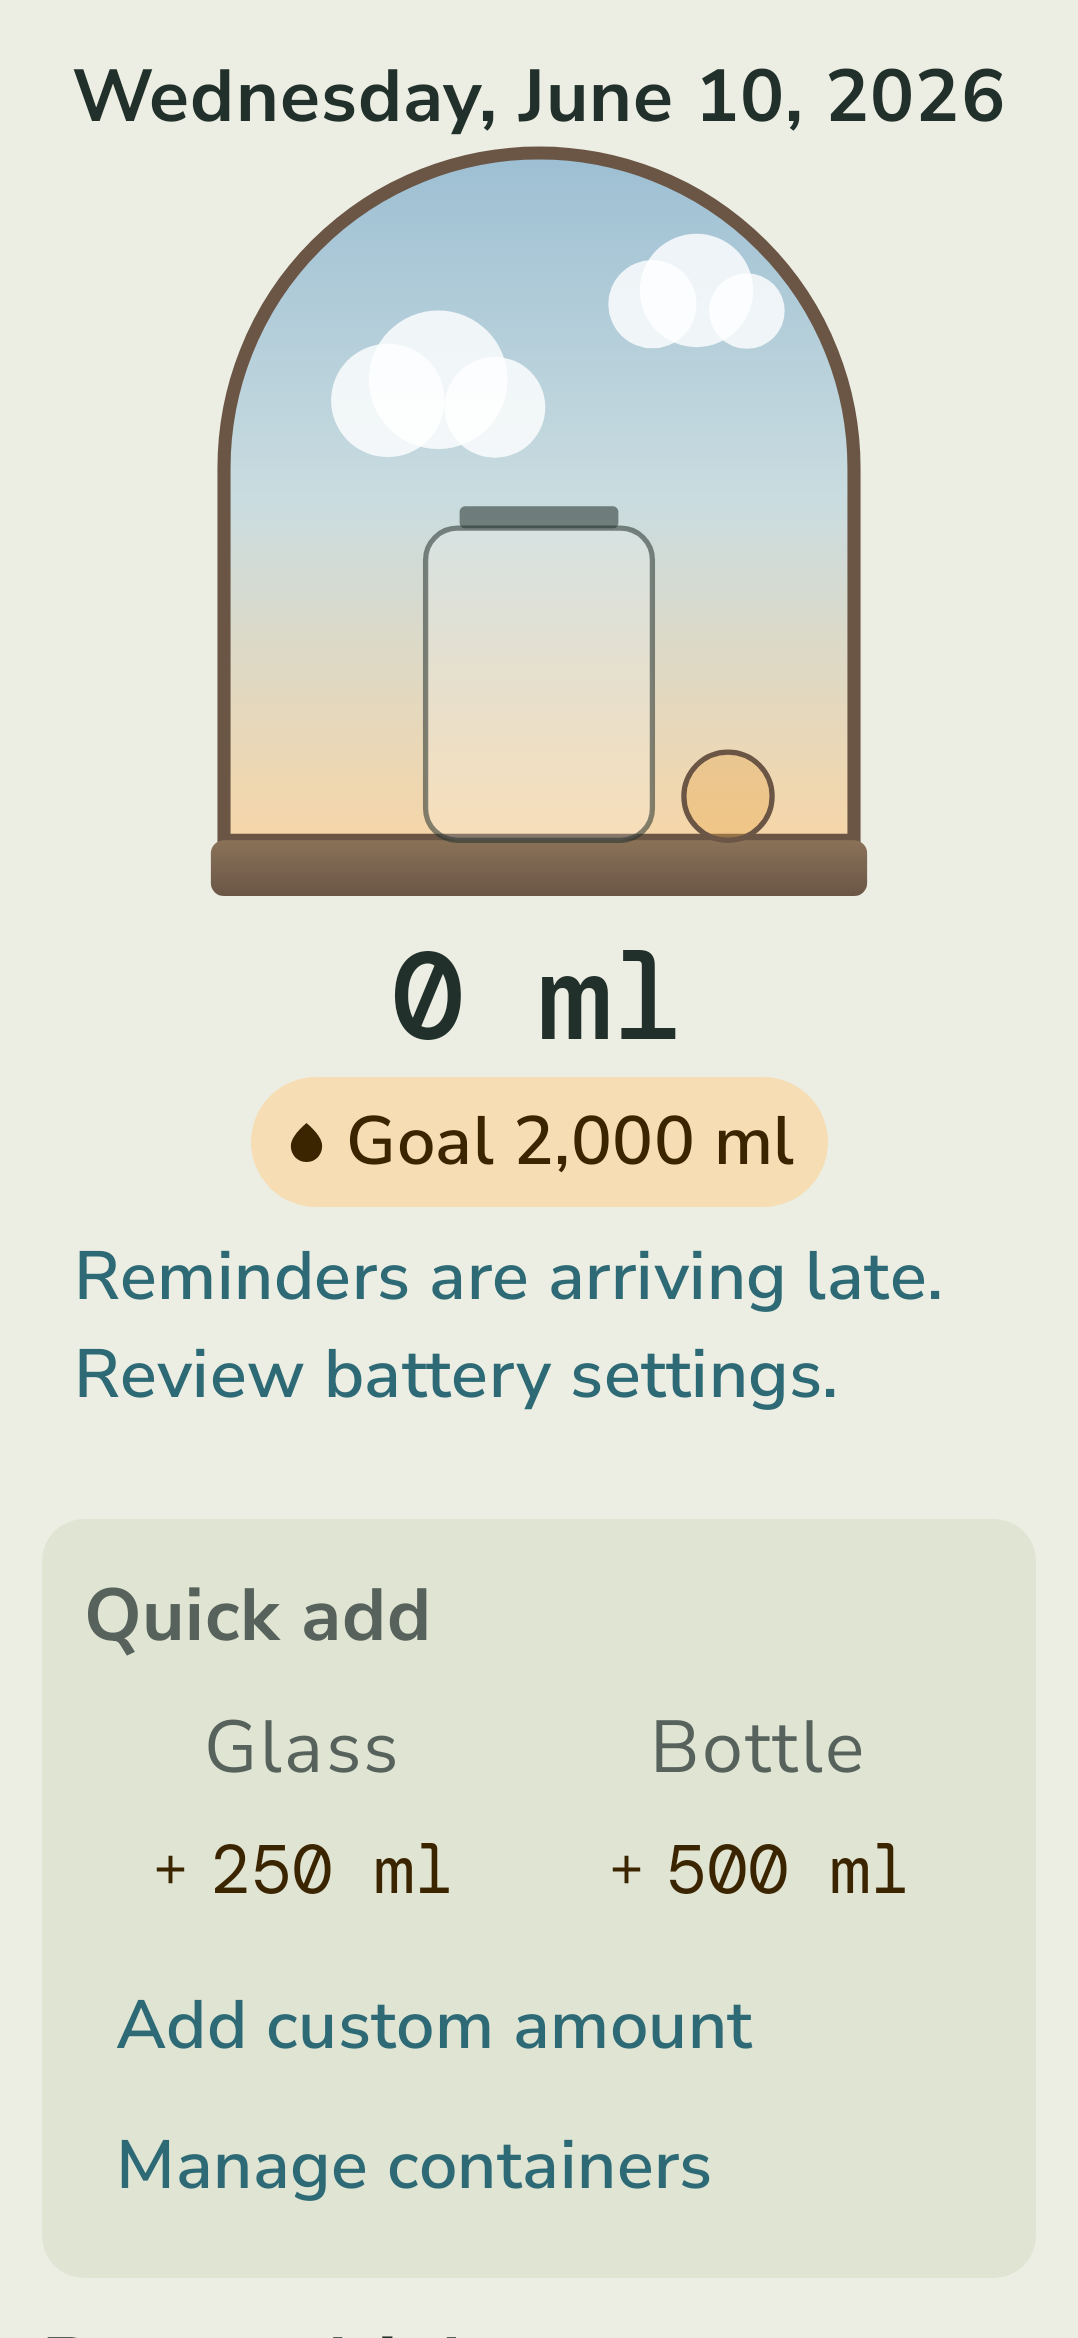 Wednesday, June 10, 2026
0 ml
Goal 2,000 ml
Reminders are arriving late.
Review battery settings.
Quick add
Glass Bottle
+ 250 ml + 500 ml
Add custom amount
Manage containers